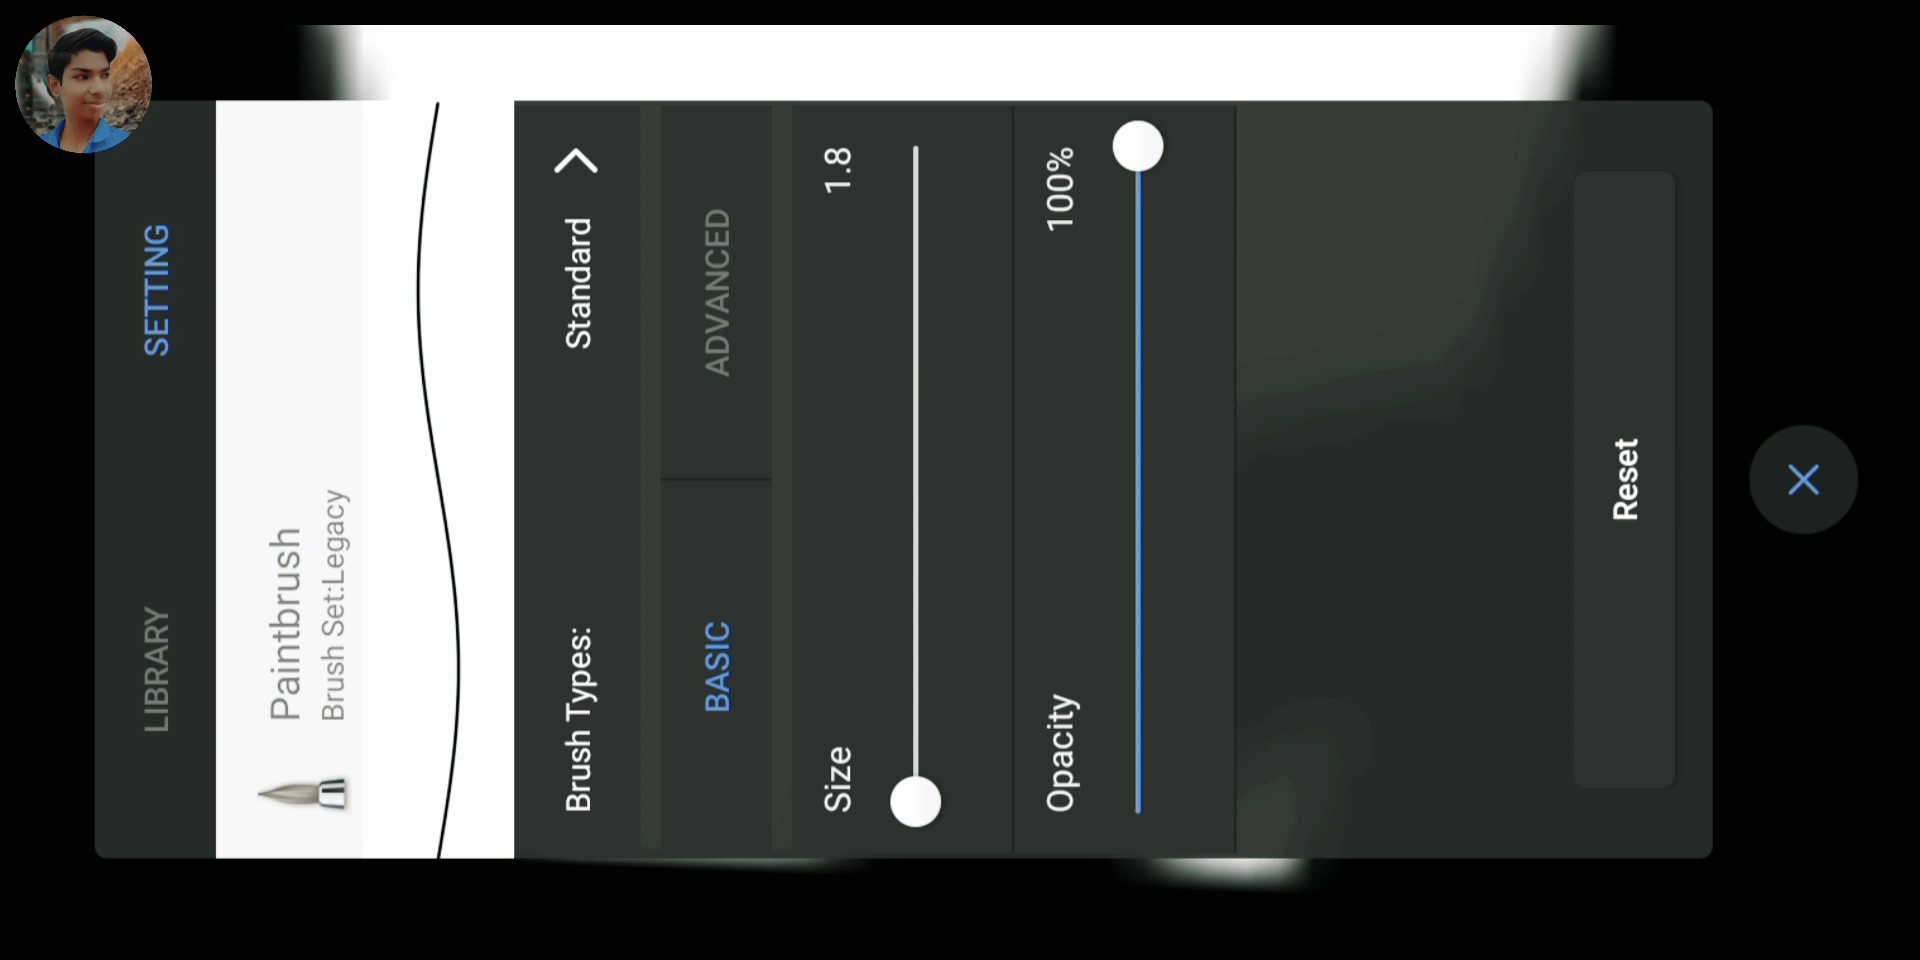 LIBRARY
SETTING
Paintbrush
Brush Set:Legacy
Brush Types:
Standard
BASIC
ADVANCED
Size
1.8
Opacity
100%
Reset